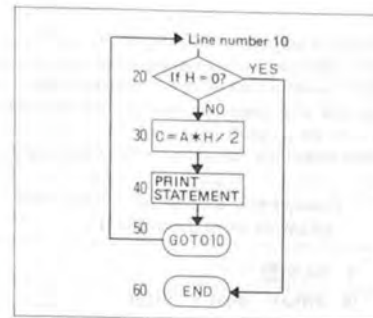 Line number 10
20 If H = 0? YES
NO
30 C=A*H/2
40 PRINT
STATEMENT
50 GOTO10
60 END